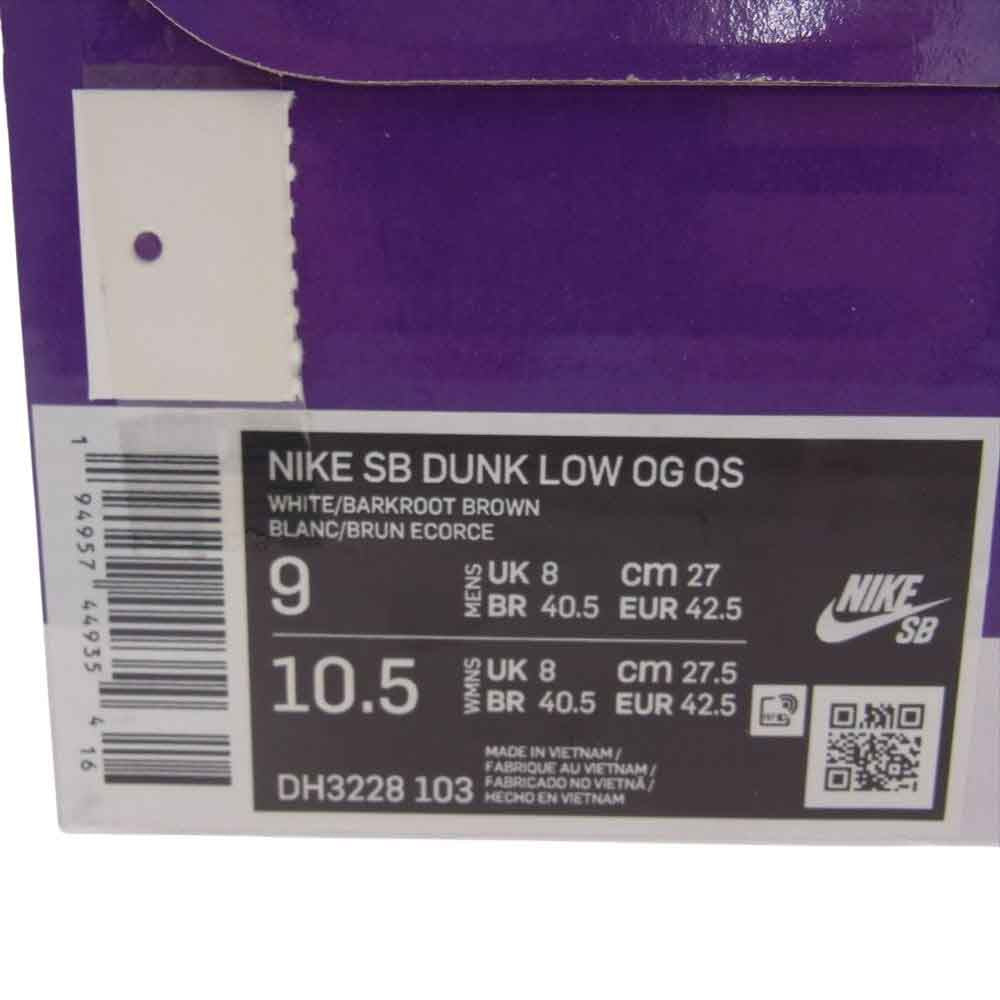 NIKE SB DUNK LOW OG QS
WHITE/BARKROOT BROWN
BLANC/BRUN ECORCE
9 MENS UK 8 cm 27
BR 40.5 EUR 42.5
10.5 WMNS UK 8 cm 27.5
BR 40.5 EUR 42.5
NIKE
SB
DH3228 103
MADE IN VIETNAM /
FABRIQUE AU VIETNAM /
FABRICADO NO VIETNÃ /
HECHO EN VIETNAM
1 94957 44935 4 16